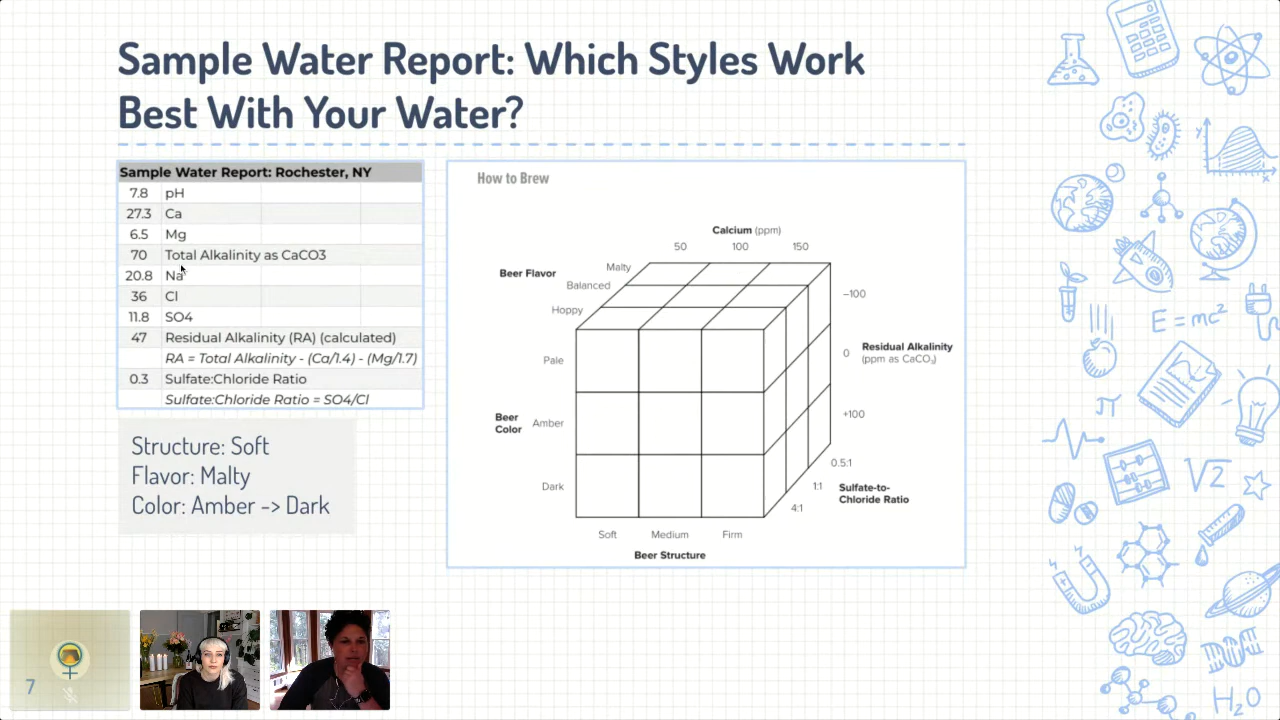 Sample Water Report: Which Styles Work
Best With Your Water?
Sample Water Report: Rochester, NY
7.8 pH
27.3 Ca
6.5 Mg
70 Total Alkalinity as CaCO3
20.8 Na
36 Cl
11.8 SO4
47 Residual Alkalinity (RA) (calculated)
RA = Total Alkalinity - (Ca/1.4) - (Mg/1.7)
0.3 Sulfate:Chloride Ratio
Sulfate:Chloride Ratio = SO4/Cl
Structure: Soft
Flavor: Malty
Color: Amber -> Dark
How to Brew
Calcium (ppm)
50 100 150
Beer Flavor
Malty
Balanced
Hoppy
Pale
Beer
Color
Amber
Dark
Soft Medium Firm
Beer Structure
–100
0
+100
Residual Alkalinity
(ppm as CaCO₃)
0.5:1
1:1
4:1
Sulfate-to-
Chloride Ratio
7
y
x
E=mc²
π
√2
H₂O